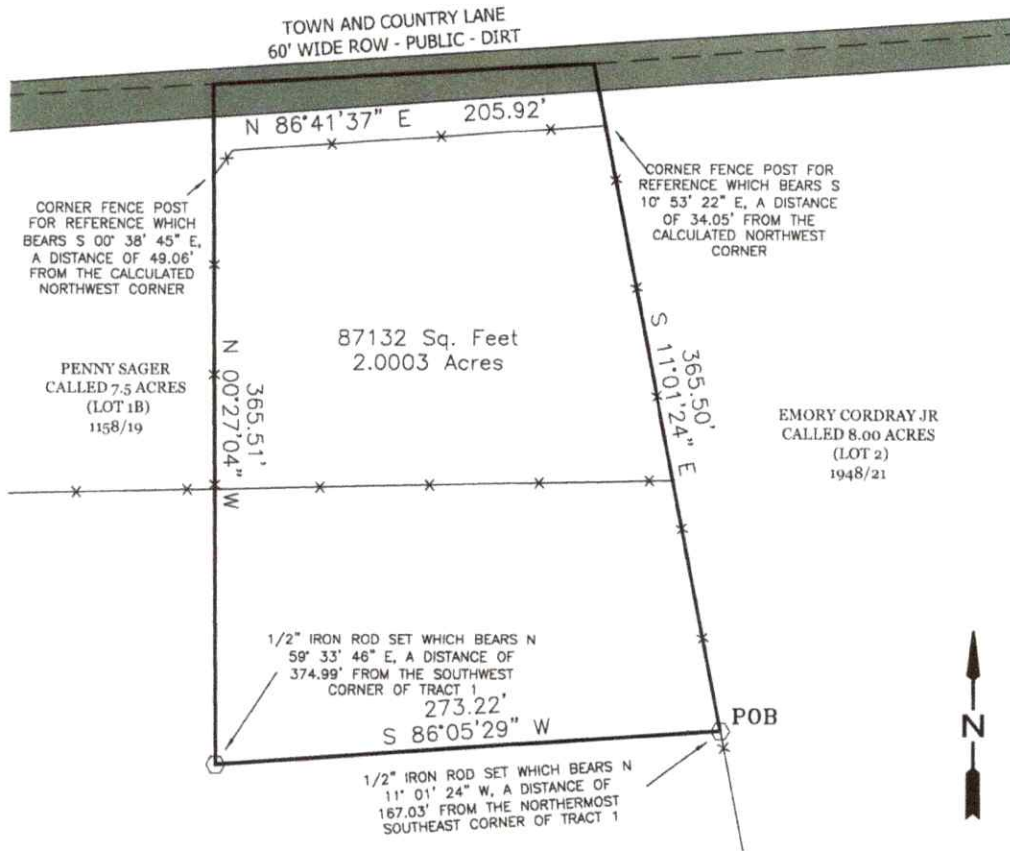 TOWN AND COUNTRY LANE
60' WIDE ROW - PUBLIC - DIRT
N 86°41'37" E 205.92'
CORNER FENCE POST FOR
REFERENCE WHICH BEARS S
10° 53' 22" E, A DISTANCE
OF 34.05' FROM THE
CALCULATED NORTHWEST
CORNER
CORNER FENCE POST
FOR REFERENCE WHICH
BEARS S 00° 38' 45" E,
A DISTANCE OF 49.06'
FROM THE CALCULATED
NORTHWEST CORNER
87132 Sq. Feet
2.0003 Acres
PENNY SAGER
CALLED 7.5 ACRES
(LOT 1B)
1158/19
365.51'
N 00°27'04" W
365.50'
S 11°01'24" E
EMORY CORDRAY JR
CALLED 8.00 ACRES
(LOT 2)
1948/21
1/2" IRON ROD SET WHICH BEARS N
59° 33' 46" E, A DISTANCE OF
374.99' FROM THE SOUTHWEST
CORNER OF TRACT 1
273.22'
S 86°05'29" W
POB
1/2" IRON ROD SET WHICH BEARS N
11° 01' 24" W, A DISTANCE OF
167.03' FROM THE NORTHERMOST
SOUTHEAST CORNER OF TRACT 1
N